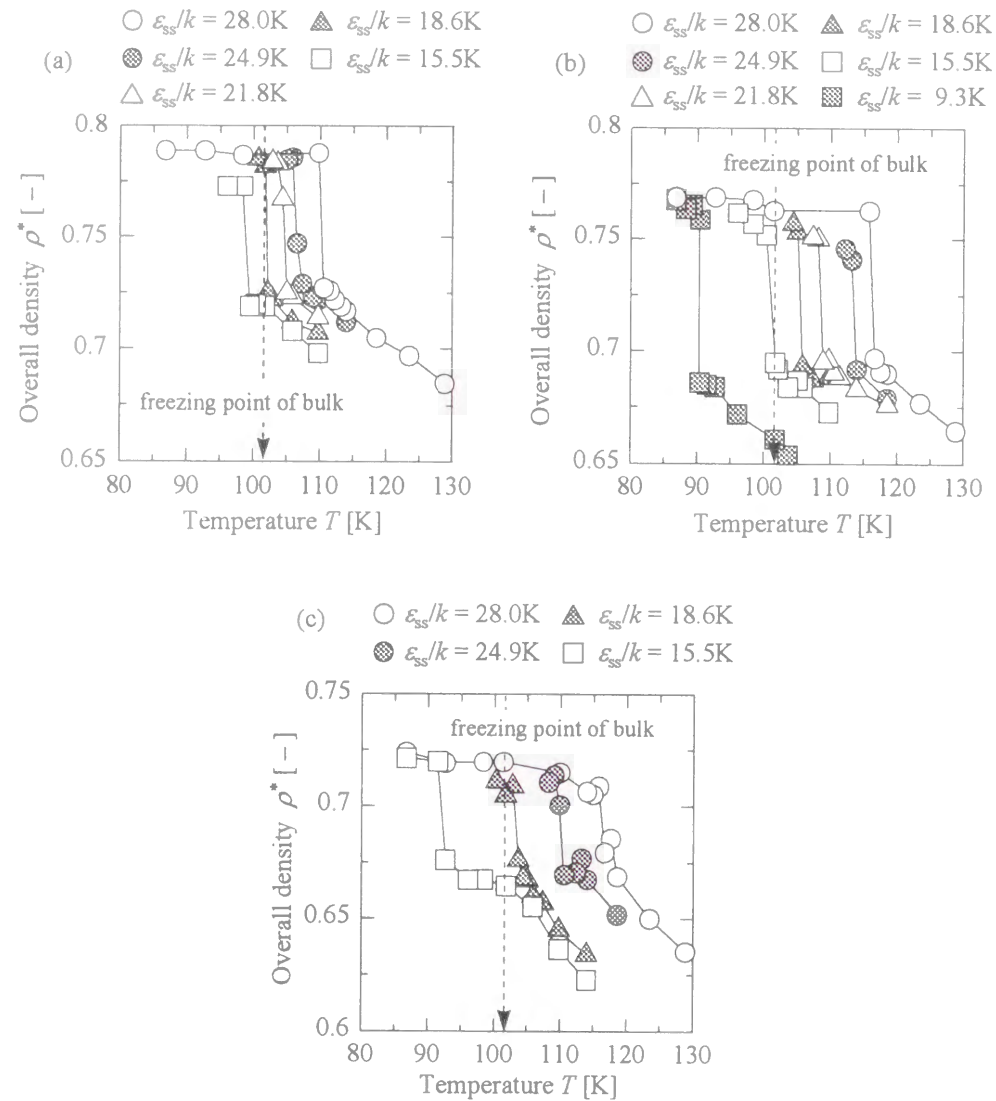 (a)
○ εss/k = 28.0K ▲ εss/k = 18.6K
● εss/k = 24.9K □ εss/k = 15.5K
△ εss/k = 21.8K
Overall density ρ* [ − ]
0.8
0.75
0.7
0.65
freezing point of bulk
80 90 100 110 120 130
Temperature T [K]
(b)
○ εss/k = 28.0K ▲ εss/k = 18.6K
● εss/k = 24.9K □ εss/k = 15.5K
△ εss/k = 21.8K ■ εss/k = 9.3K
Overall density ρ* [ − ]
0.8
0.75
0.7
0.65
freezing point of bulk
80 90 100 110 120 130
Temperature T [K]
(c)
○ εss/k = 28.0K ▲ εss/k = 18.6K
● εss/k = 24.9K □ εss/k = 15.5K
Overall density ρ* [ − ]
0.75
0.7
0.65
0.6
freezing point of bulk
80 90 100 110 120 130
Temperature T [K]